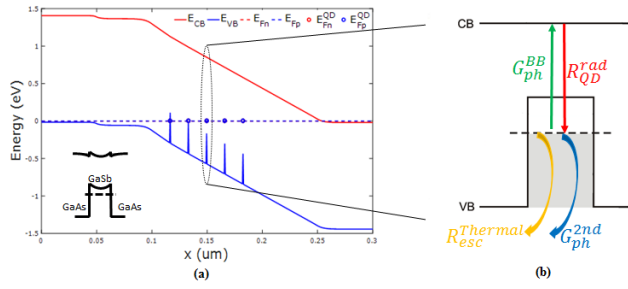 E_CB E_VB E_Fn E_Fp E_Fn^QD E_Fp^QD
1.5
1
0.5
0
-0.5
-1
-1.5
Energy (eV)
GaSb
GaAs GaAs
0 0.05 0.1 0.15 0.2 0.25 0.3
x (um)
(a)
CB
G_ph^BB R_QD^rad
VB
R_esc^Thermal G_ph^2nd
(b)